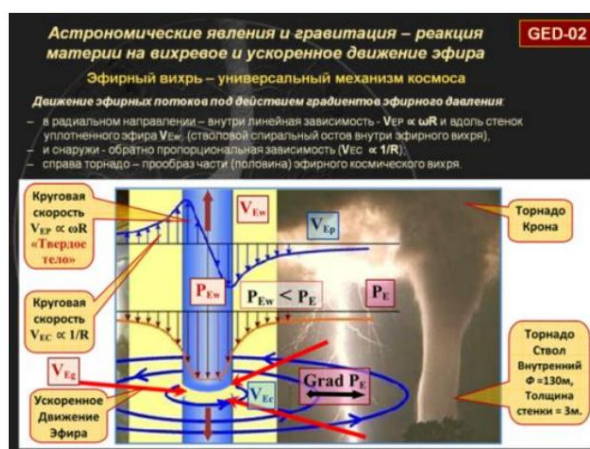 Астрономические явления и гравитация – реакция
материи на вихревое и ускоренное движение эфира
GED-02
Эфирный вихрь – универсальный механизм космоса
Движение эфирных потоков под действием градиентов эфирного давления:
– в радиальном направлении – внутри линейная зависимость - VEP ∝ ωR и вдоль стенок
уплотненного эфира VEw, (стволовой спиральный остов внутри эфирного вихря),
– и снаружи - обратно пропорциональная зависимость (VEC ∝ 1/R);
– справа торнадо – прообраз части (половина) эфирного космического вихря.
Круговая
скорость
VEP ∝ ωR
«Твердое
тело»
VEw
VEp
Торнадо
Крона
PEw
PEw < PE
PE
Круговая
скорость
VEC ∝ 1/R
VEg
VEc
Grad PE
Ускоренное
Движение
Эфира
Торнадо
Ствол
Внутренний
Ф =130м,
Толщина
стенки = 3м.